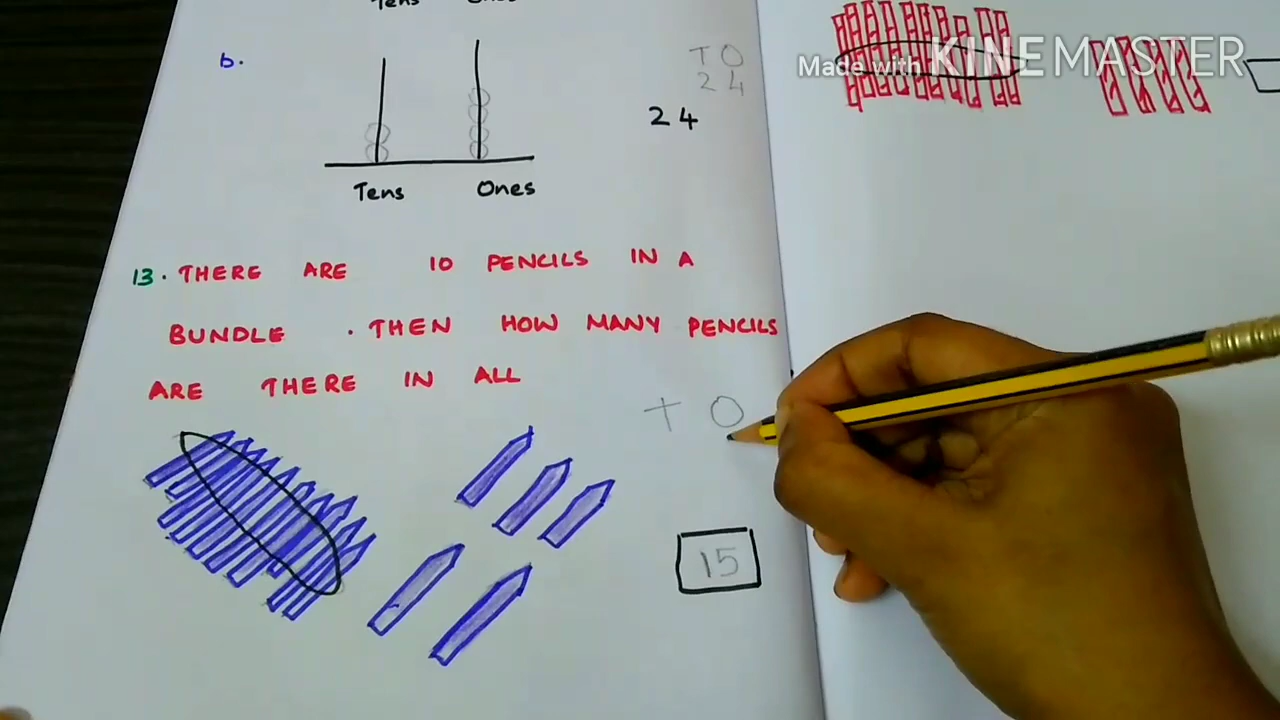 Tens Ones
b.
T O
2 4
24
Tens Ones
13. THERE ARE 10 PENCILS IN A
BUNDLE . THEN HOW MANY PENCILS
ARE THERE IN ALL
T O
15
Made with KINEMASTER